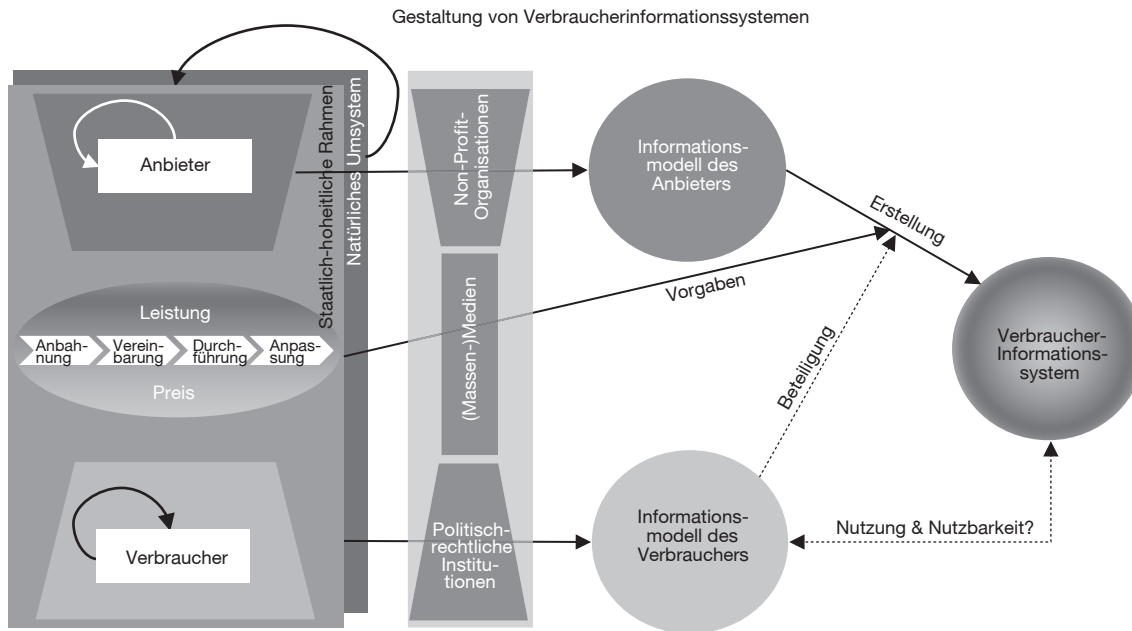 Gestaltung von Verbraucherinformationssystemen
Anbieter
Staatlich-hoheitliche Rahmen
Natürliches Umsystem
Leistung
Anbah-
nung
Verein-
barung
Durch-
führung
Anpas-
sung
Preis
Verbraucher
Non-Profit-
Organisationen
(Massen-)Medien
Politisch-
rechtliche
Institu-
tionen
Informations-
modell des
Anbieters
Erstellung
Vorgaben
Beteiligung
Verbraucher-
Informations-
system
Informations-
modell des
Verbrauchers
Nutzung & Nutzbarkeit?